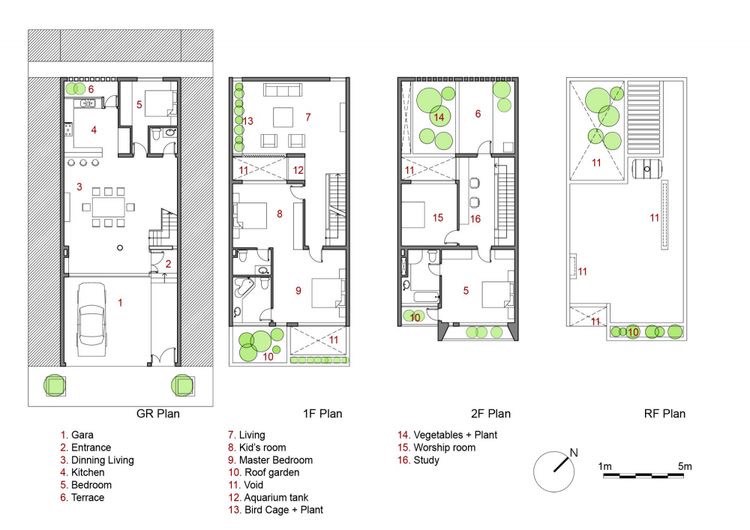 6
5
4
3
2
1
13
7
11
12
8
9
11
10
14
6
11
15
16
5
10
11
11
11
11
10
GR Plan
1F Plan
2F Plan
RF Plan
1. Gara
2. Entrance
3. Dinning Living
4. Kitchen
5. Bedroom
6. Terrace
7. Living
8. Kid's room
9. Master Bedroom
10. Roof garden
11. Void
12. Aquarium tank
13. Bird Cage + Plant
14. Vegetables + Plant
15. Worship room
16. Study
N
1m 5m